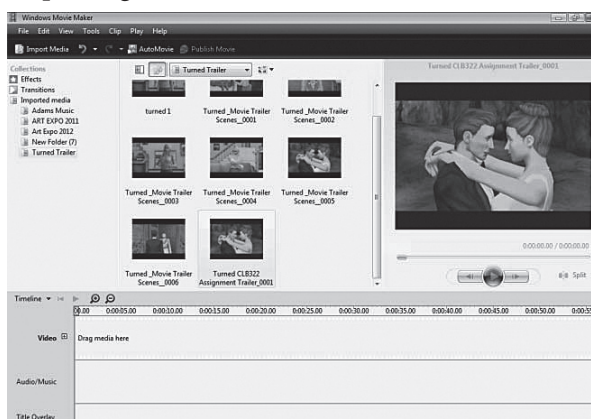 Windows Movie Maker
File Edit View Tools Clip Play Help
Import Media AutoMovie Publish Movie
Collections
Effects
Transitions
Imported media
Adams Music
ART EXPO 2011
Art Expo 2012
New Folder (7)
Turned Trailer
Turned Trailer
turned 1
Turned _Movie Trailer
Scenes_0001
Turned _Movie Trailer
Scenes_0002
Turned _Movie Trailer
Scenes_0003
Turned _Movie Trailer
Scenes_0004
Turned _Movie Trailer
Scenes_0005
Turned _Movie Trailer
Scenes_0006
Turned CLB322
Assignment Trailer_0001
Turned CLB322 Assignment Trailer_0001
0:00:00.00 / 0:00:00.00
Split
Timeline
0:00:05.00 0:00:10.00 0:00:15.00 0:00:20.00 0:00:25.00 0:00:30.00 0:00:35.00 0:00:40.00 0:00:45.00 0:00:50.00
Video Drag media here
Audio/Music
Title Overlay